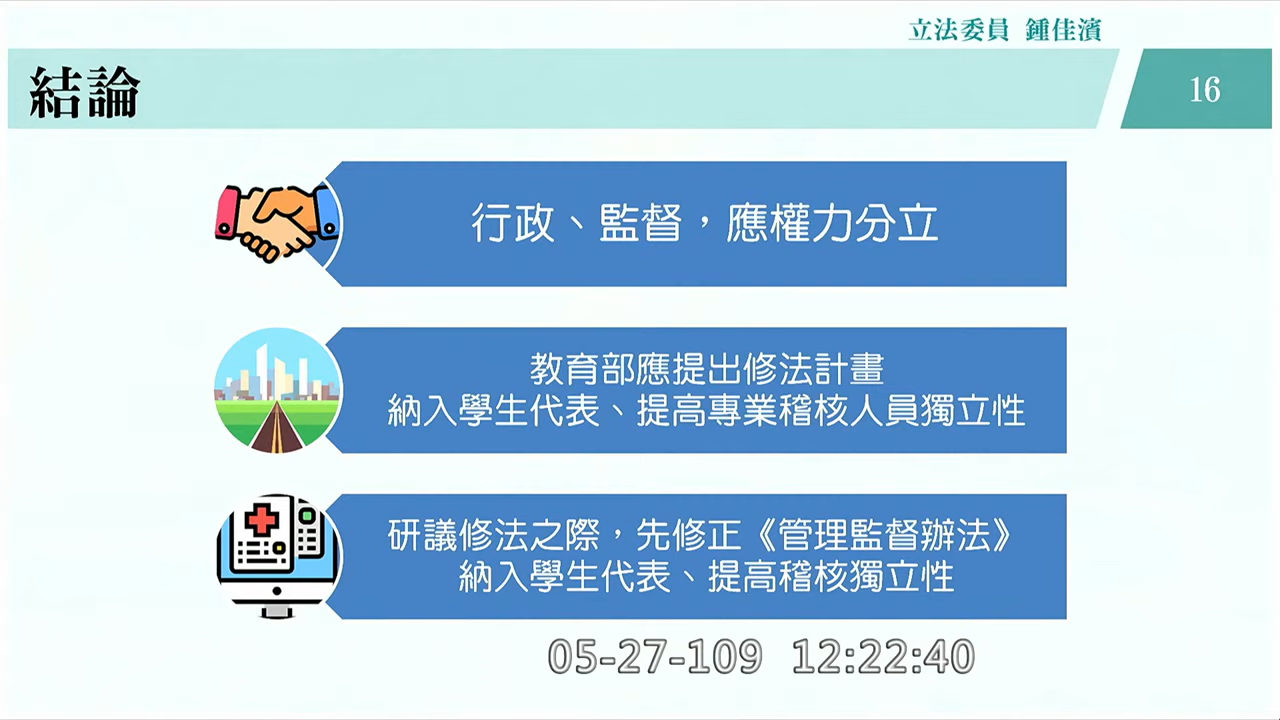 立法委員 鍾佳濱
結論
16
行政、監督，應權力分立
教育部應提出修法計畫
納入學生代表、提高專業稽核人員獨立性
研議修法之際，先修正《管理監督辦法》
納入學生代表、提高稽核獨立性
05-27-109 12:22:40